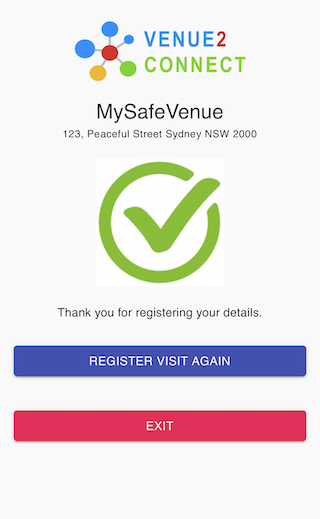 VENUE2
CONNECT
MySafeVenue
123, Peaceful Street Sydney NSW 2000
Thank you for registering your details.
REGISTER VISIT AGAIN
EXIT